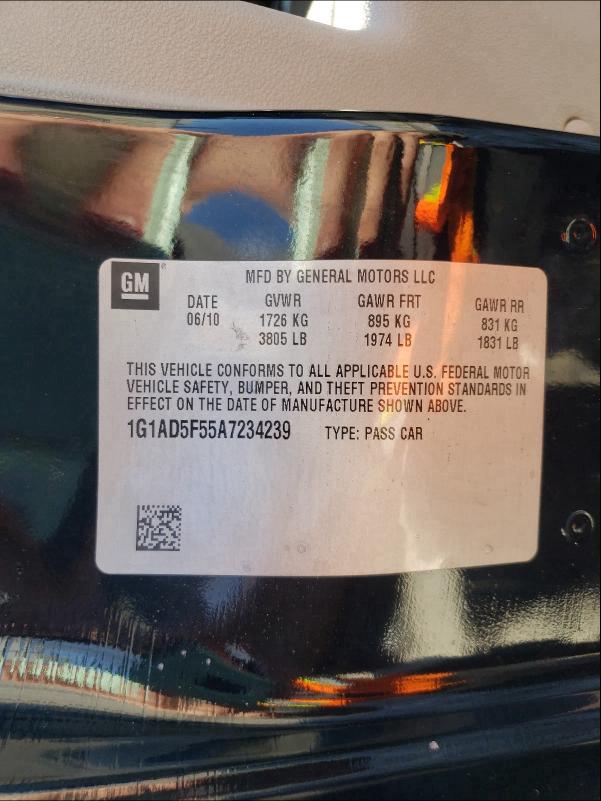 GM ®
MFD BY GENERAL MOTORS LLC
DATE GVWR GAWR FRT GAWR RR
06/10 1726 KG 895 KG 831 KG
3805 LB 1974 LB 1831 LB
THIS VEHICLE CONFORMS TO ALL APPLICABLE U.S. FEDERAL MOTOR
VEHICLE SAFETY, BUMPER, AND THEFT PREVENTION STANDARDS IN
EFFECT ON THE DATE OF MANUFACTURE SHOWN ABOVE.
1G1AD5F55A7234239 TYPE: PASS CAR